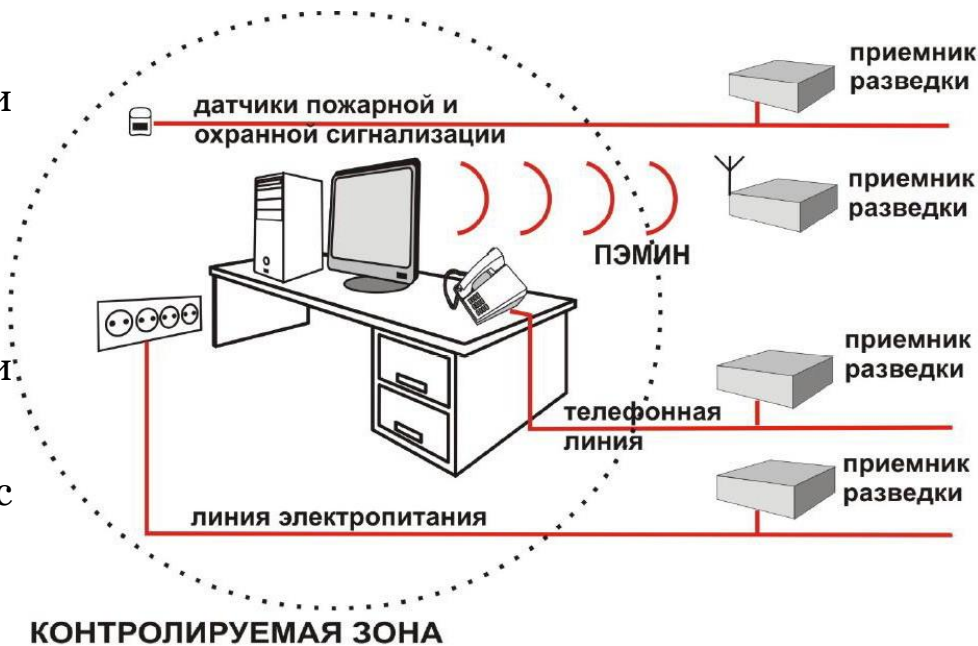 приемник
разведки
и
датчики пожарной и
охранной сигнализации
приемник
разведки
ПЭМИН
приемник
разведки
и
телефонная
линия
приемник
разведки
с
линия электропитания
КОНТРОЛИРУЕМАЯ ЗОНА